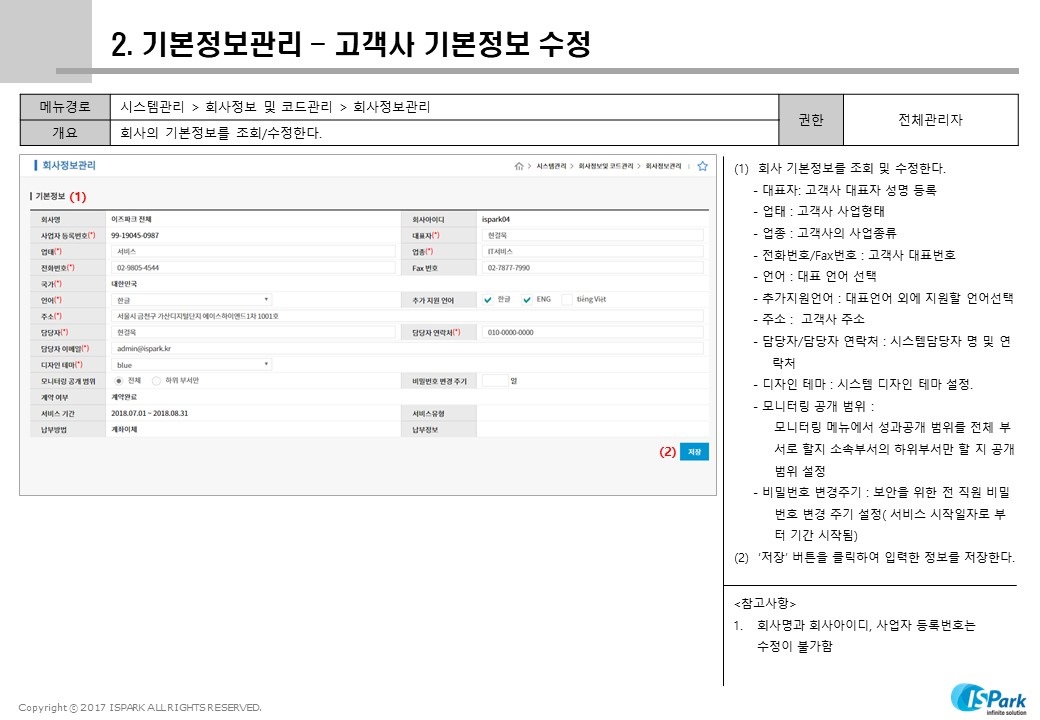 2. 기본정보관리 – 고객사 기본정보 수정
메뉴경로 시스템관리 > 회사정보 및 코드관리 > 회사정보관리 권한 전체관리자
개요 회사의 기본정보를 조회/수정한다.
회사정보관리 > 시스템관리 > 회사정보및 코드관리 > 회사정보관리
기본정보 (1)
회사명 이즈파크 전체 회사아이디 ispark04
사업자 등록번호(*) 99-19045-0987 대표자(*) 현걸목
업태(*) 서비스 업종(*) IT서비스
전화번호(*) 02-9805-4544 Fax 번호 02-7877-7990
국가(*) 대한민국
언어(*) 한글 추가 지원 언어 한글 ENG tiếng Việt
주소(*) 서울시 금천구 가산디지털단지 에이스하이엔드1차 1001호
담당자(*) 현걸목 담당자 연락처(*) 010-0000-0000
담당자 이메일(*) admin@ispark.kr
디자인 테마(*) blue
모니터링 공개 범위 전체 하위 부서만 비밀번호 변경 주기 일
계약 여부 계약완료
서비스 기간 2018.07.01 ~ 2018.08.31 서비스유형
납부방법 계좌이체 납부정보
(2) 저장
(1) 회사 기본정보를 조회 및 수정한다.
- 대표자: 고객사 대표자 성명 등록
- 업태 : 고객사 사업형태
- 업종 : 고객사의 사업종류
- 전화번호/Fax번호 : 고객사 대표번호
- 언어 : 대표 언어 선택
- 추가지원언어 : 대표언어 외에 지원할 언어선택
- 주소 : 고객사 주소
- 담당자/담당자 연락처 : 시스템담당자 명 및 연
락처
- 디자인 테마 : 시스템 디자인 테마 설정.
- 모니터링 공개 범위 :
모니터링 메뉴에서 성과공개 범위를 전체 부
서로 할지 소속부서의 하위부서만 할 지 공개
범위 설정
- 비밀번호 변경주기 : 보안을 위한 전 직원 비밀
번호 변경 주기 설정( 서비스 시작일자로 부
터 기간 시작됨)
(2) ‘저장’ 버튼을 클릭하여 입력한 정보를 저장한다.
<참고사항>
1. 회사명과 회사아이디, 사업자 등록번호는
수정이 불가함
Copyright ⓒ 2017 ISPARK ALL RIGHTS RESERVED.
ISPark
infinite solution